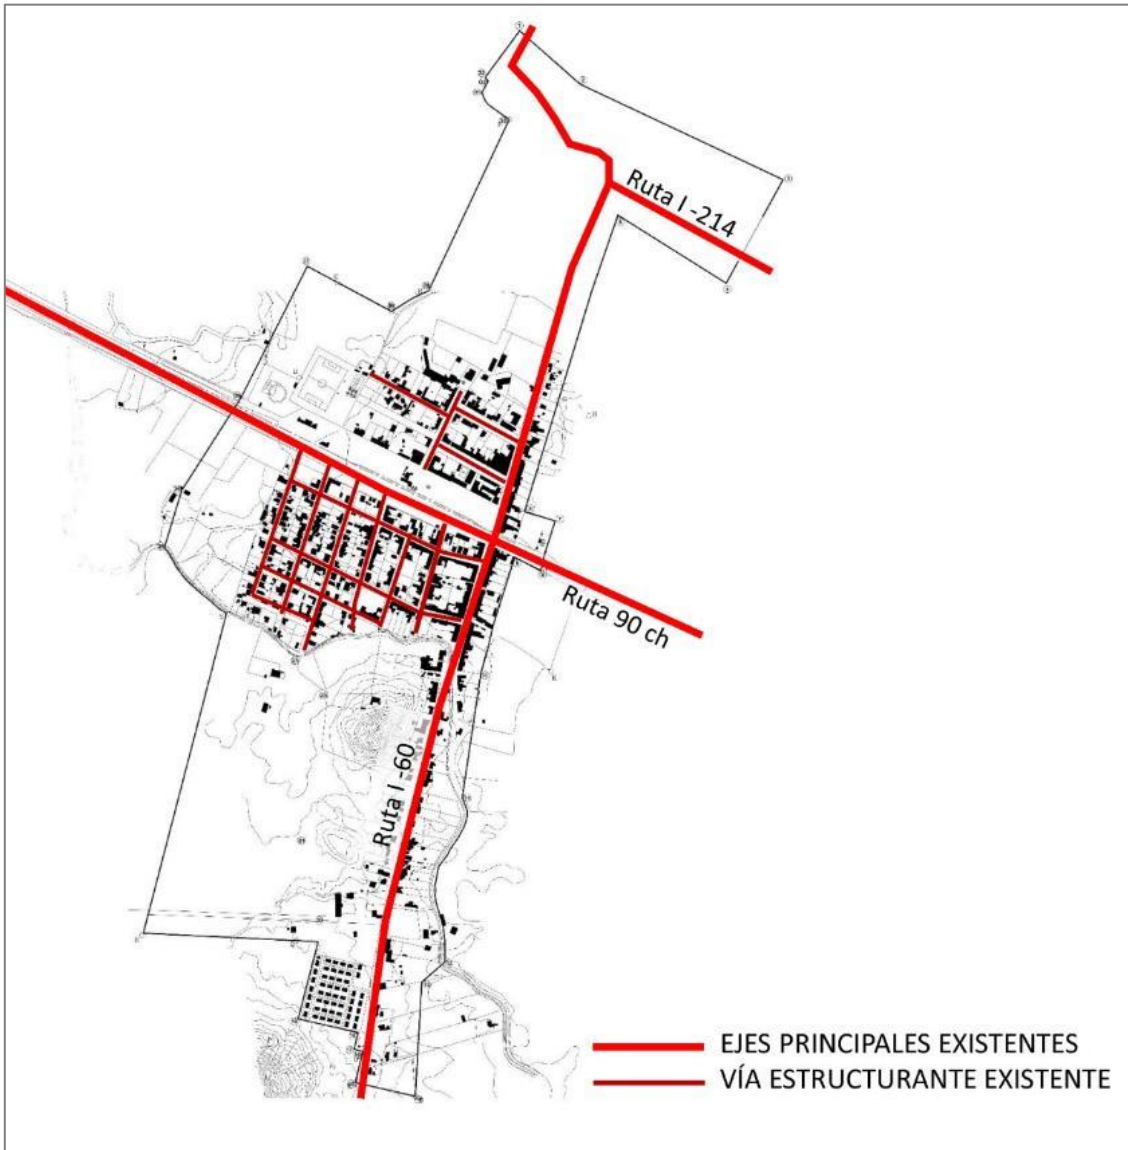 Ruta I -214
Ruta 90 ch
Ruta I -60
EJES PRINCIPALES EXISTENTES
VÍA ESTRUCTURANTE EXISTENTE